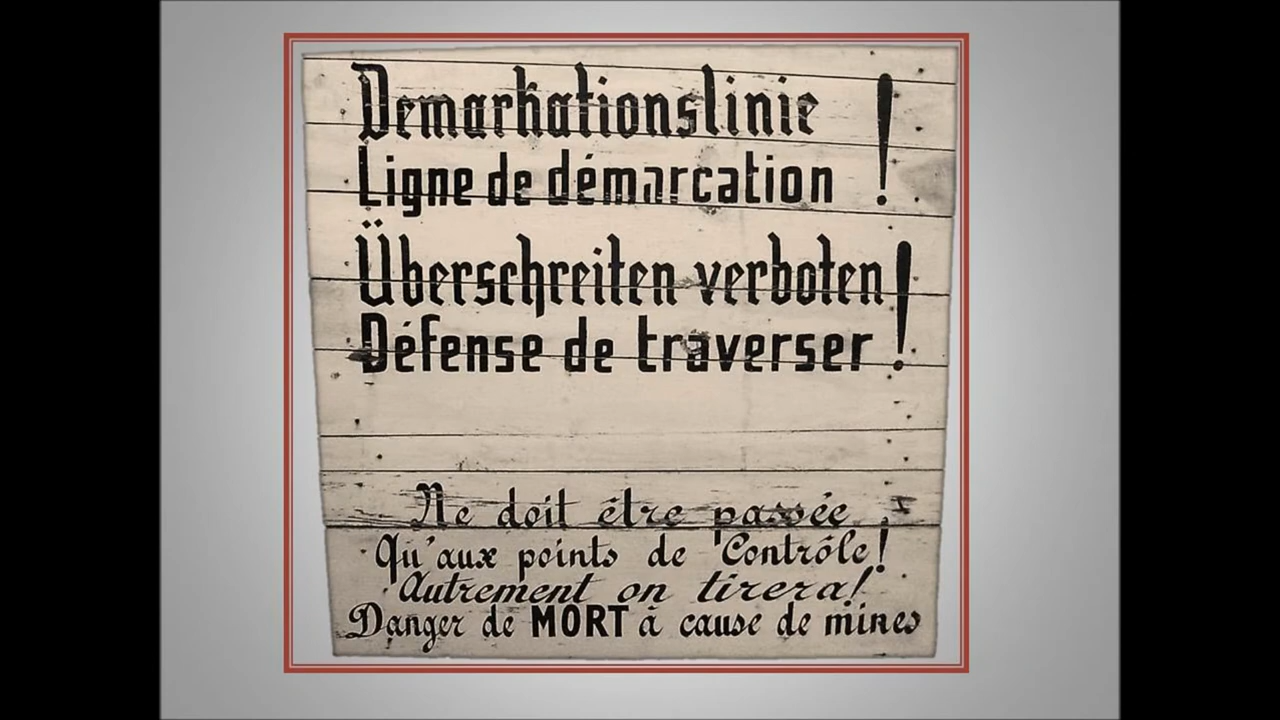 Demarkationslinie !
Ligne de démarcation
Überschreiten verboten !
Défense de traverser
Ne doit être passée
Qu'aux points de Contrôle!
Autrement on tirera!
Danger de MORT à cause de mines